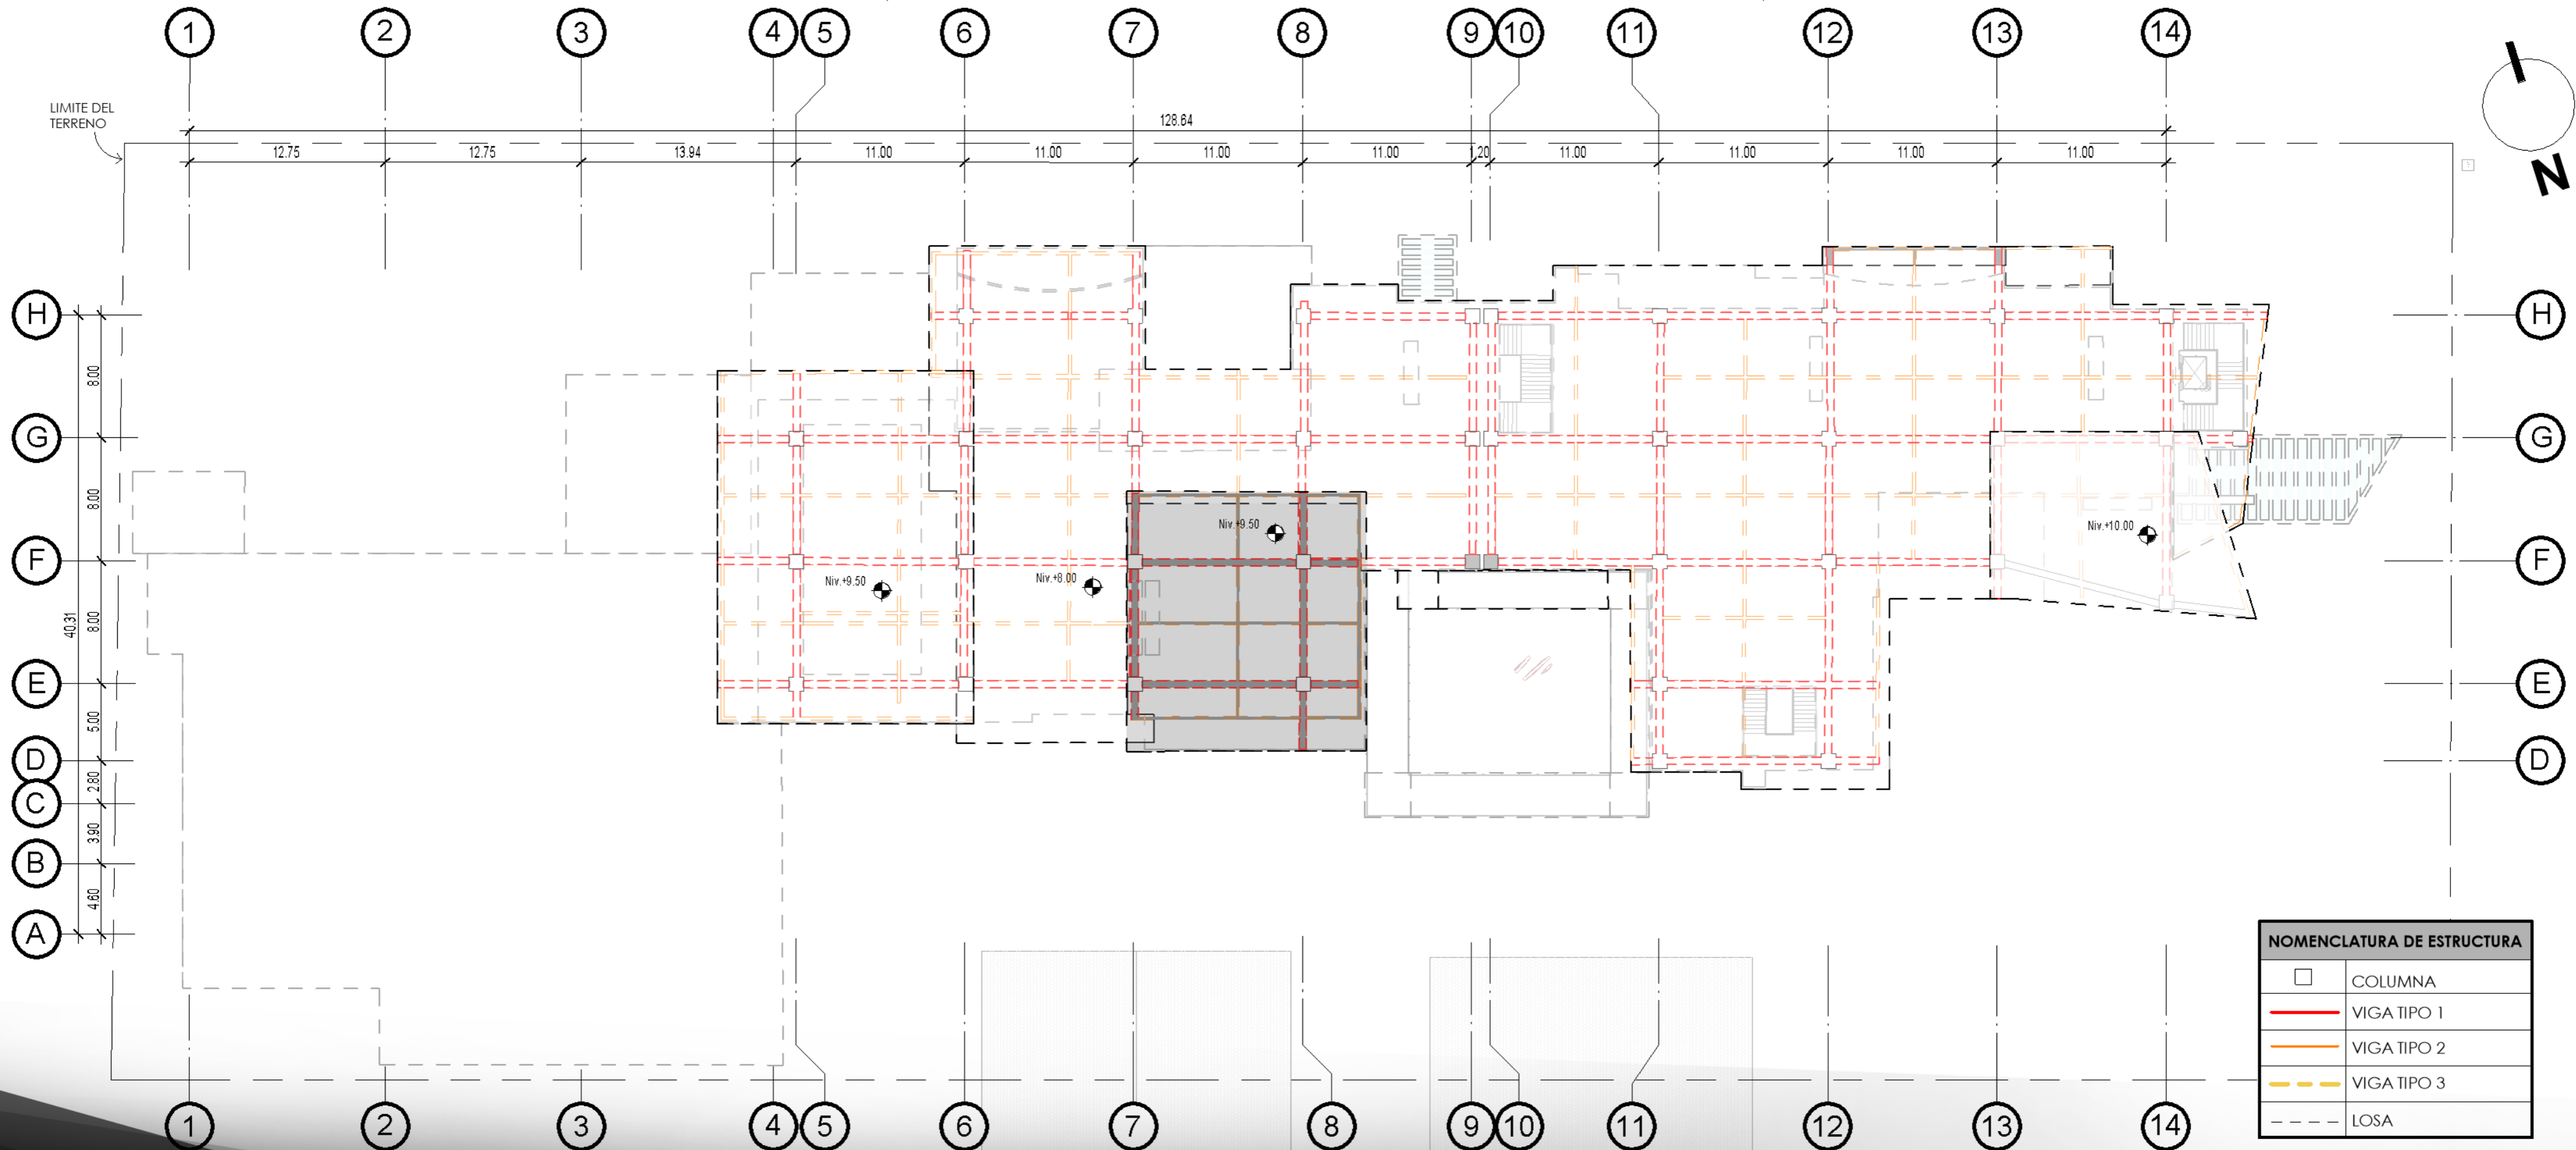 1 2 3 4 5 6 7 8 9 10 11 12 13 14
LIMITE DEL
TERRENO
128.64
12.75 12.75 13.94 11.00 11.00 11.00 11.00 1.20 11.00 11.00 11.00 11.00
N
H H
8.00
G G
8.00
Niv.+9.50 Niv.+10.00
F F
Niv.+9.50 Niv.+8.00
40.31 8.00
E E
5.00
D D
2.80
C
3.90
B
4.60
A
NOMENCLATURA DE ESTRUCTURA
COLUMNA
VIGA TIPO 1
VIGA TIPO 2
VIGA TIPO 3
LOSA
1 2 3 4 5 6 7 8 9 10 11 12 13 14